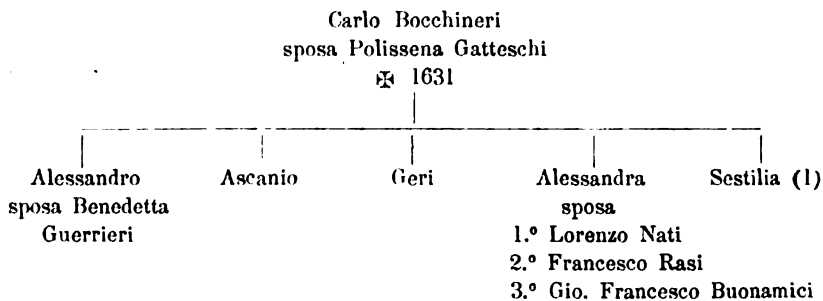 Carlo Bocchineri
sposa Polissena Gatteschi
✠ 1631
Alessandro
sposa Benedetta
Guerrieri
Ascanio
Geri
Alessandra
sposa
1.º Lorenzo Nati
2.º Francesco Rasi
3.º Gio. Francesco Buonamici
Sestilia (1)